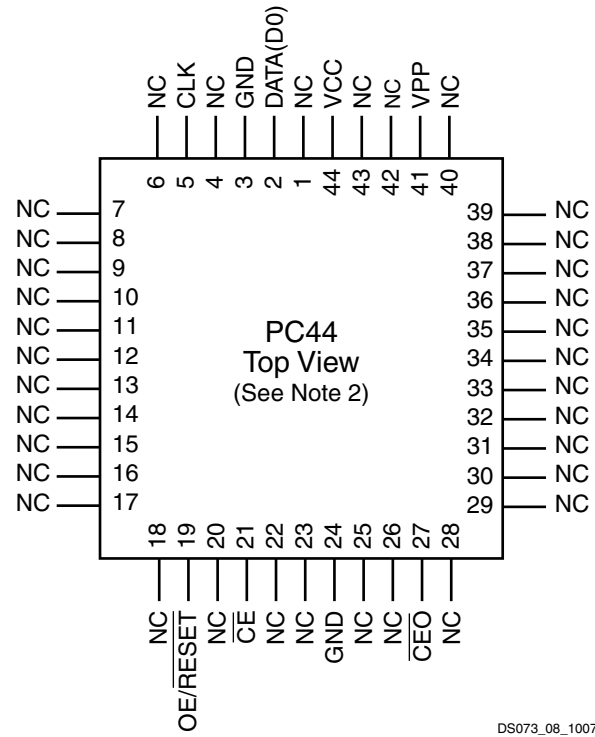 NC CLK NC GND DATA(D0) NC VCC NC NC VPP NC
6 5 4 3 2 1 44 43 42 41 40
NC 7 39 NC
NC 8 38 NC
NC 9 37 NC
NC 10 36 NC
NC 11 35 NC
NC 12 34 NC
NC 13 33 NC
NC 14 32 NC
NC 15 31 NC
NC 16 30 NC
NC 17 29 NC
PC44
Top View
(See Note 2)
18 19 20 21 22 23 24 25 26 27 28
NC OE/RESET NC CE NC NC GND NC NC CEO NC
DS073_08_1007